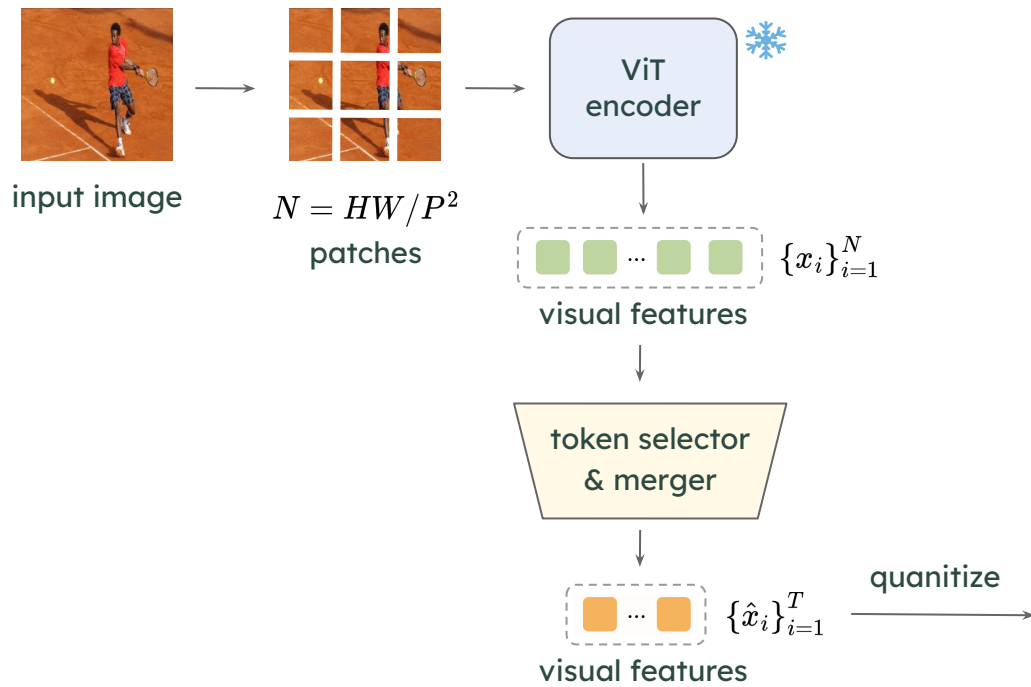 ViT
encoder
input image
N = HW/P²
patches
... 
{x_i}_{i=1}^N
visual features
token selector
& merger
quanitize
...
{x̂_i}_{i=1}^T
visual features